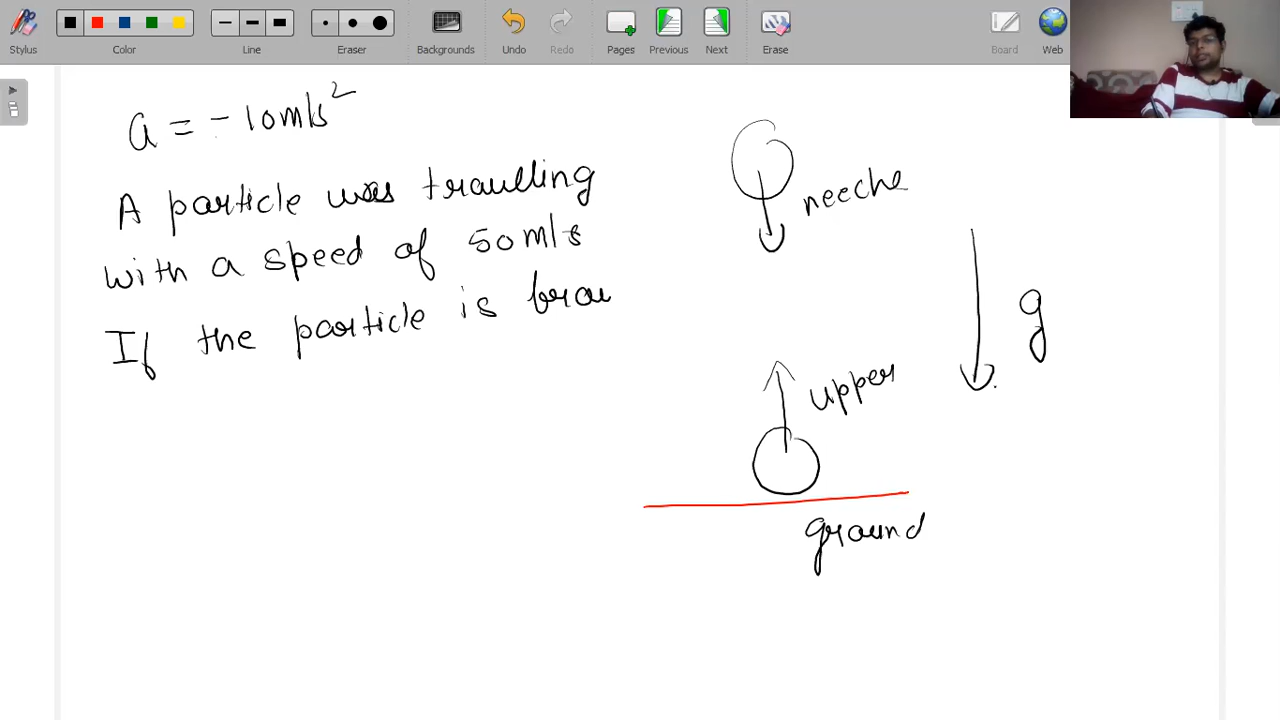 Stylus
Color
Line
Eraser
Backgrounds
Undo
Redo
Pages
Previous
Next
Erase
Board
Web
a = -10m/s²
A particle was travelling
with a speed of 50m/s
If the particle is brou
neeche
g
upper
ground